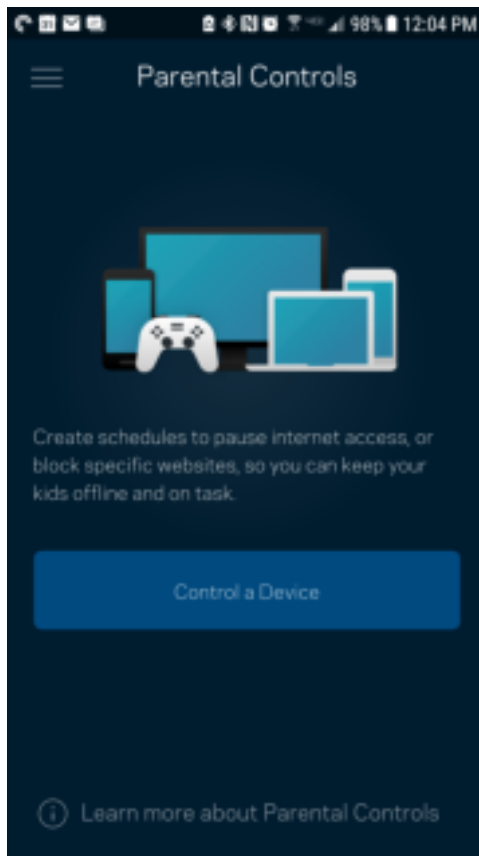 98% 12:04 PM
Parental Controls
Create schedules to pause internet access, or
block specific websites, so you can keep your
kids offline and on task.
Control a Device
Learn more about Parental Controls